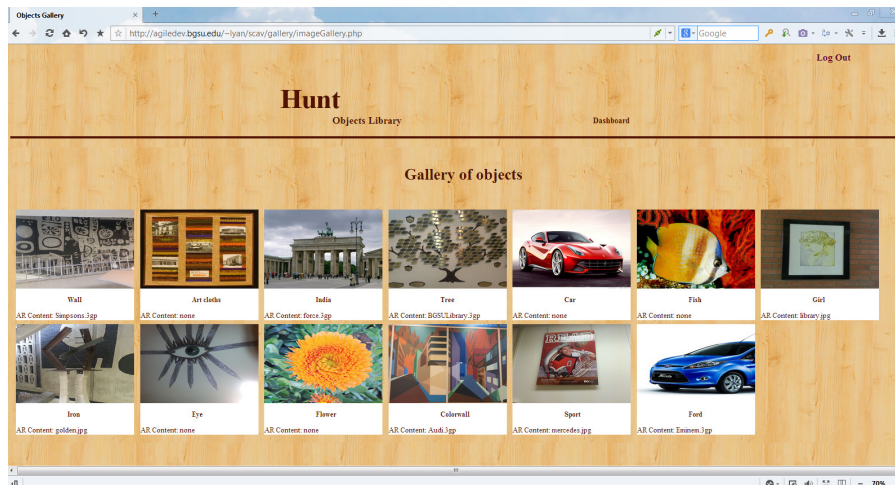 Objects Gallery
http://agiledev.bgsu.edu/~lyan/scav/gallery/imageGallery.php
Google
Log Out
Hunt
Objects Library
Dashboard
Gallery of objects
Wall
AR Content: Simpsons.3gp
Art cloths
AR Content: none
India
AR Content: force.3gp
Tree
AR Content: BGSULibrary.3gp
Car
AR Content: none
Fish
AR Content: none
Girl
AR Content: library.jpg
Iron
AR Content: golden.jpg
Eye
AR Content: none
Flower
AR Content: none
Colorwall
AR Content: Audi.3gp
READ
Sport
AR Content: mercedes.jpg
Ford
AR Content: Eminem.3gp
70%